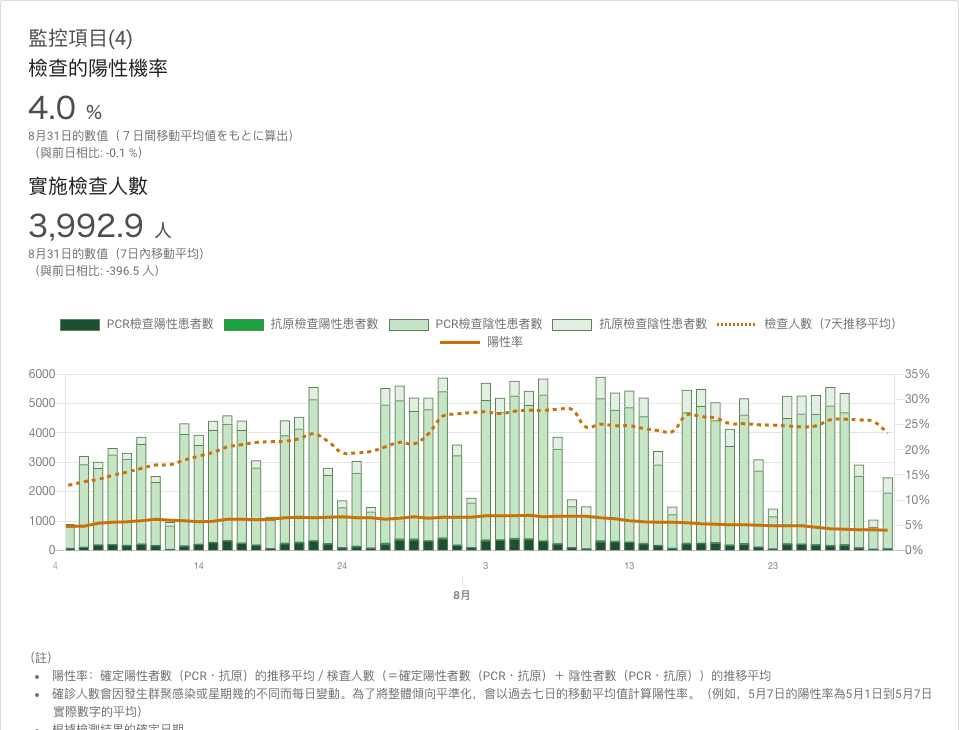 監控項目(4)
檢查的陽性機率
4.0 %
8月31日的數值（７日間移動平均値をもとに算出）
（與前日相比: -0.1 %）
實施檢查人數
3,992.9 人
8月31日的數值（7日內移動平均）
（與前日相比: -396.5 人）
PCR檢查陽性患者數 抗原檢查陽性患者數 PCR檢查陰性患者數 抗原檢查陰性患者數 檢查人數（7天推移平均）
陽性率
6000 35%
5000 30%
4000 25%
3000 20%
2000 15%
1000 10%
0 5%
0%
4 14 24 3 13 23
8月
（註）
陽性率：確定陽性者數（PCR・抗原）的推移平均 / 検査人數（＝確定陽性者數（PCR・抗原）＋ 陰性者數（PCR・抗原））的推移平均
確診人數會因發生群聚感染或星期幾的不同而每日變動。為了將整體傾向平準化，會以過去七日的移動平均值計算陽性率。（例如，5月7日的陽性率為5月1日到5月7日
實際數字的平均）
根據檢測結果的確定日期